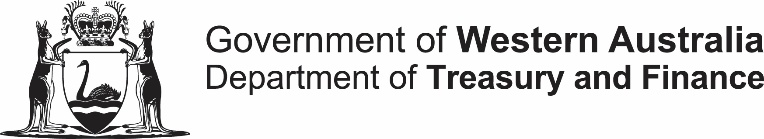 Government of Western Australia
Department of Treasury and Finance